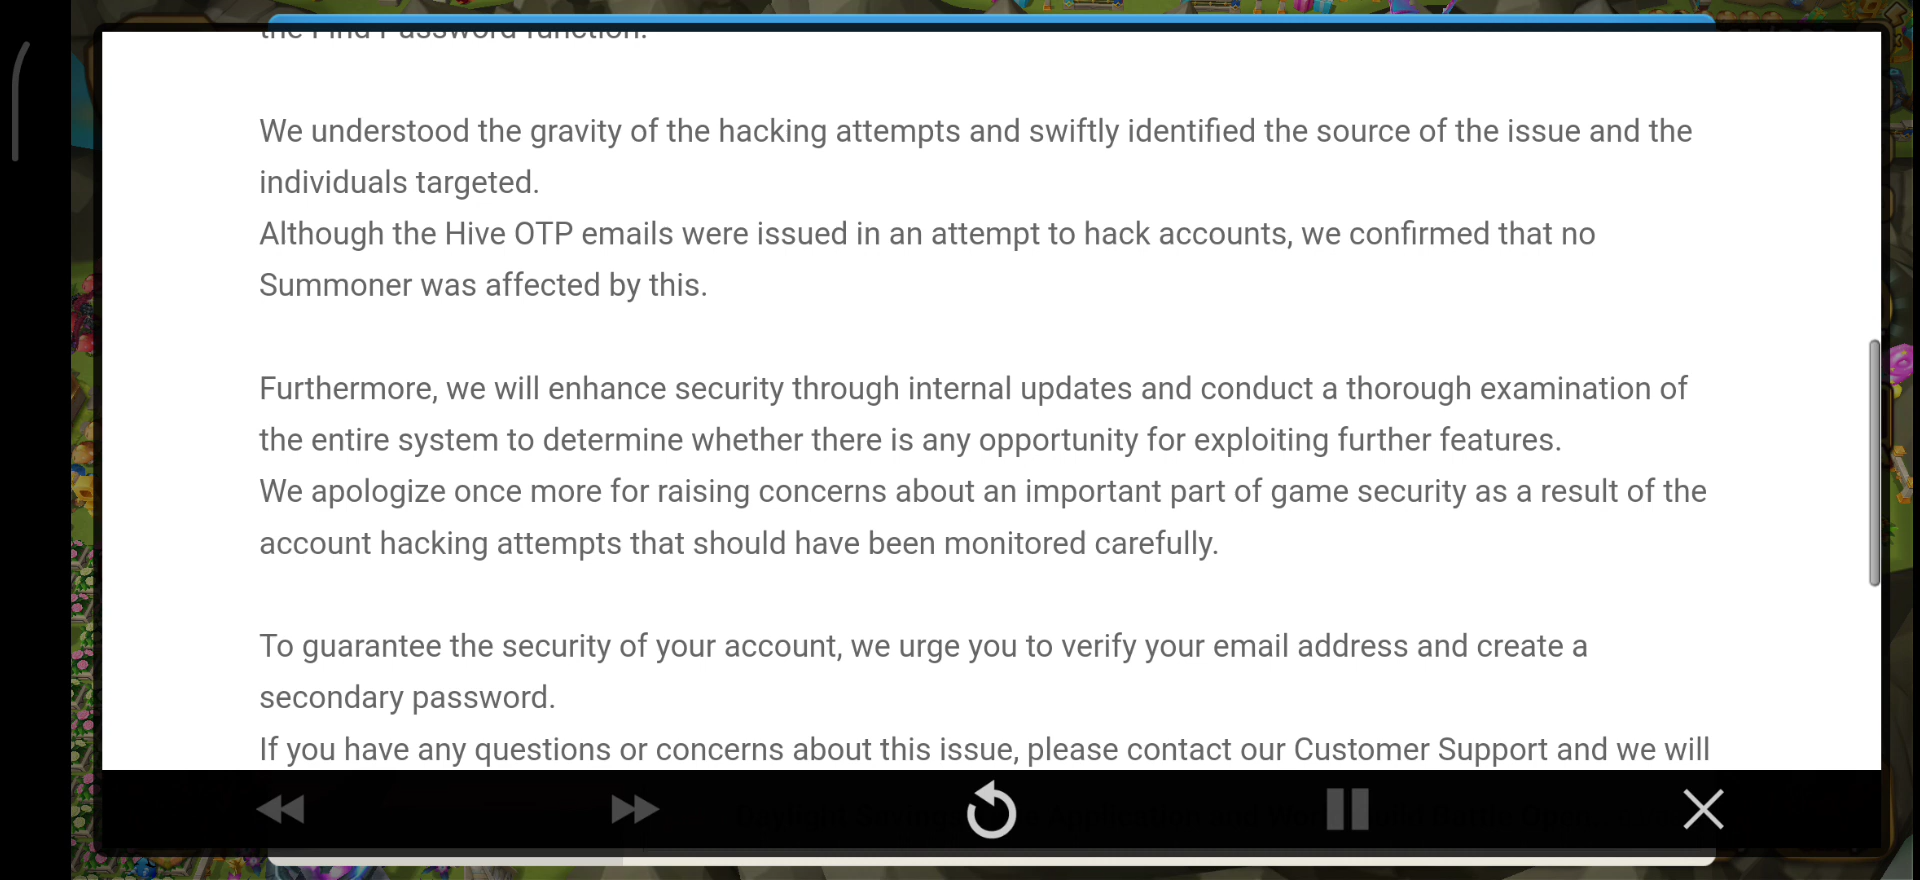 the Find Password function.
We understood the gravity of the hacking attempts and swiftly identified the source of the issue and the
individuals targeted.
Although the Hive OTP emails were issued in an attempt to hack accounts, we confirmed that no
Summoner was affected by this.
Furthermore, we will enhance security through internal updates and conduct a thorough examination of
the entire system to determine whether there is any opportunity for exploiting further features.
We apologize once more for raising concerns about an important part of game security as a result of the
account hacking attempts that should have been monitored carefully.
To guarantee the security of your account, we urge you to verify your email address and create a
secondary password.
If you have any questions or concerns about this issue, please contact our Customer Support and we will